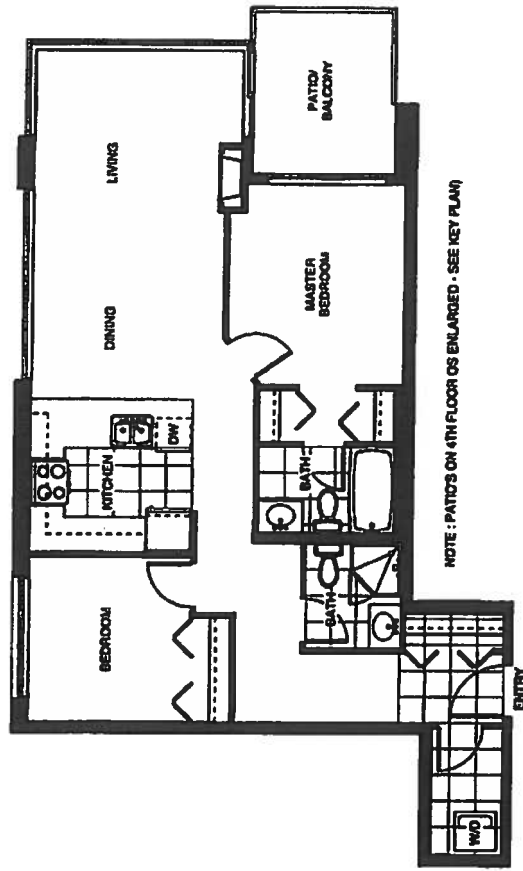 LIVING
PATIO/
BALCONY
DINING
MASTER
BEDROOM
KITCHEN
DW
BATH
BATH
BEDROOM
ENTRY
W/D
NOTE : PATIO'S ON 4TH FLOOR OS ENLARGED - SEE KEY PLAN)